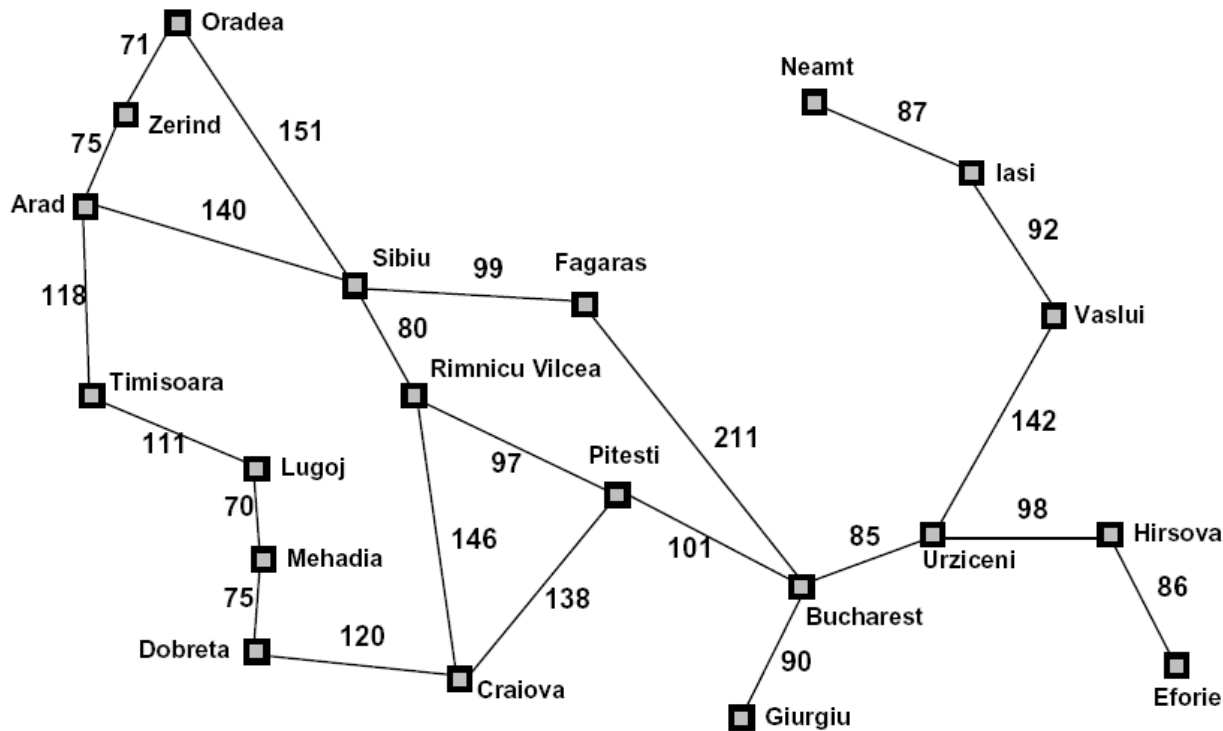 Oradea
71
Neamt
87
Zerind
151
75
Iasi
Arad
140
92
Sibiu
99
Fagaras
118
80
Vaslui
Timisoara
Rimnicu Vilcea
142
111
211
Lugoj
97
Pitesti
70
98
Hirsova
146
101
85
Mehadia
Urziceni
86
75
138
Bucharest
Dobreta
120
90
Craiova
Eforie
Giurgiu